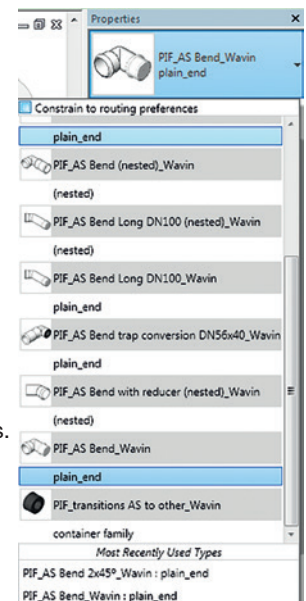 Properties
PIF_AS Bend_Wavin
plain_end
Constrain to routing preferences
plain_end
PIF_AS Bend (nested)_Wavin
(nested)
PIF_AS Bend Long DN100 (nested)_Wavin
(nested)
PIF_AS Bend Long DN100_Wavin
plain_end
PIF_AS Bend trap conversion DN56x40_Wavin
plain_end
PIF_AS Bend with reducer (nested)_Wavin
(nested)
s.
PIF_AS Bend_Wavin
plain_end
PIF_transitions AS to other_Wavin
container family
Most Recently Used Types
PIF_AS Bend 2x45º_Wavin : plain_end
PIF_AS Bend_Wavin : plain_end